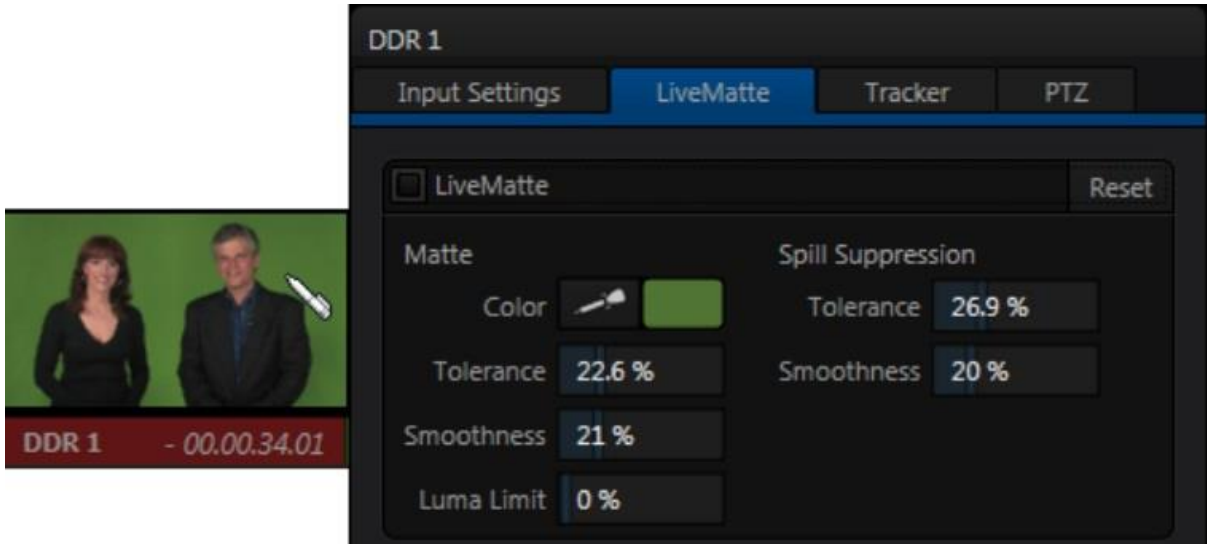 DDR 1
Input Settings LiveMatte Tracker PTZ
LiveMatte Reset
Matte Spill Suppression
Color Tolerance 26.9 %
Tolerance 22.6 % Smoothness 20 %
Smoothness 21 %
Luma Limit 0 %
DDR 1 - 00.00.34.01